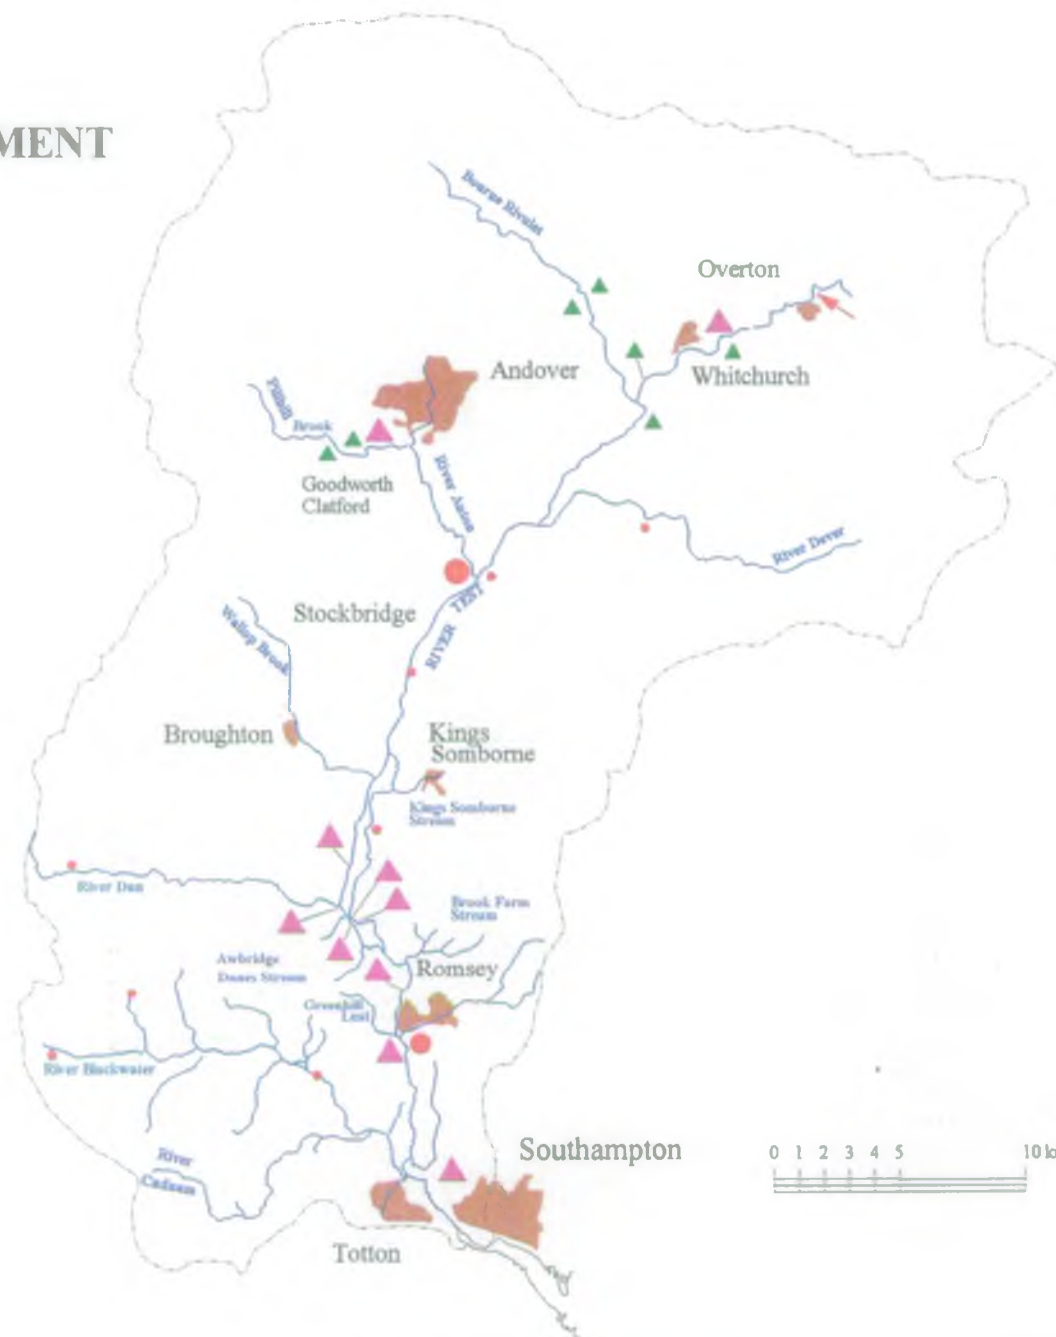 MENT
Bourne Rivulet
Overton
Andover
Whitchurch
Pillhill
Brook
Goodworth
Clatford
River Anton
River Dever
Stockbridge
RIVER TEST
Wallop Brook
Broughton
Kings
Somborne
Kings Somborne
Stream
River Dun
Brook Farm
Stream
Awbridge
Danes Stream
Romsey
Greenhill
Leat
River Blackwater
River
Cadnam
Southampton
0 1 2 3 4 5
Totton